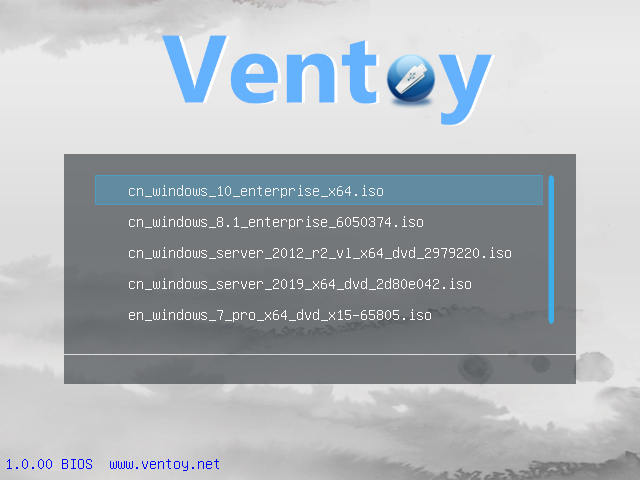 Ventoy
cn_windows_10_enterprise_x64.iso
cn_windows_8.1_enterprise_6050374.iso
cn_windows_server_2012_r2_vl_x64_dvd_2979220.iso
cn_windows_server_2019_x64_dvd_2d80e042.iso
en_windows_7_pro_x64_dvd_x15-65805.iso
1.0.00 BIOS  www.ventoy.net